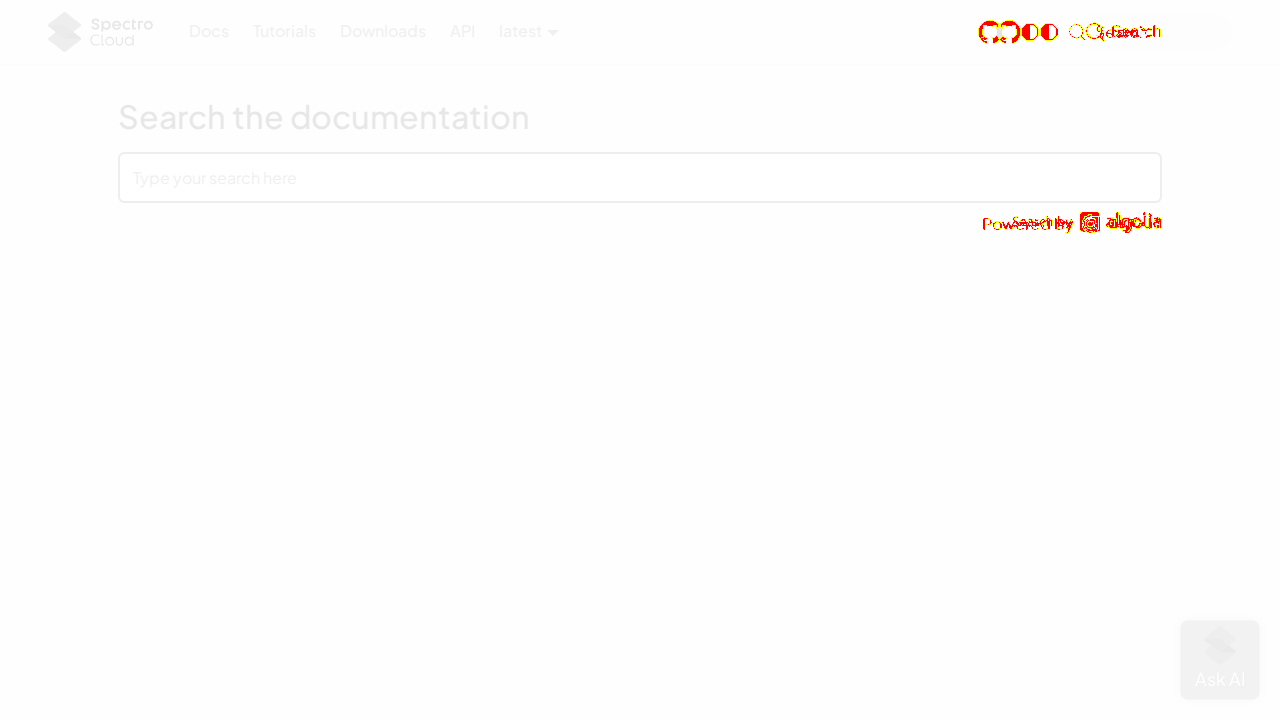 Spectro Cloud Docs Tutorials Downloads API latest Search
Search the documentation
Type your search here
Powered by algolia
Ask AI